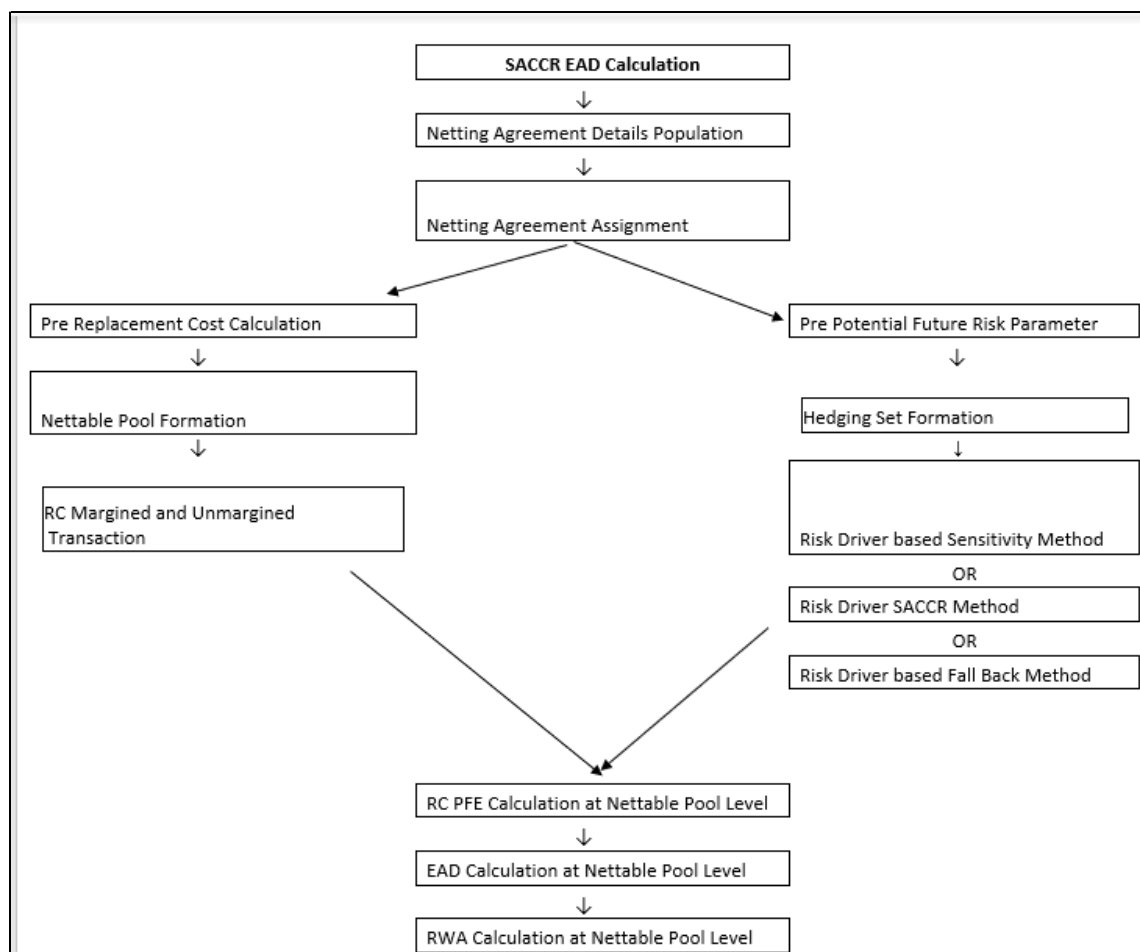 SACCR EAD Calculation
Netting Agreement Details Population
Netting Agreement Assignment
Pre Replacement Cost Calculation
Nettable Pool Formation
RC Margined and Unmargined
Transaction
Pre Potential Future Risk Parameter
Hedging Set Formation
Risk Driver based Sensitivity Method
OR
Risk Driver SACCR Method
OR
Risk Driver based Fall Back Method
RC PFE Calculation at Nettable Pool Level
EAD Calculation at Nettable Pool Level
RWA Calculation at Nettable Pool Level